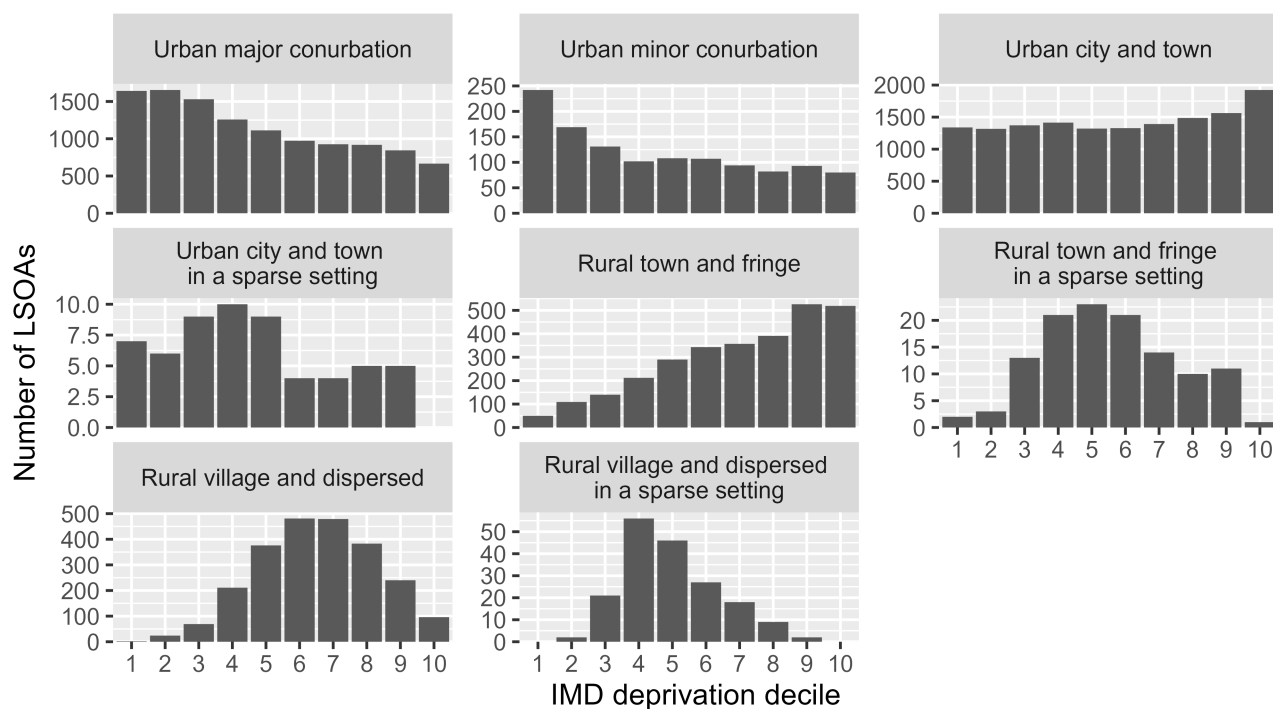 Urban major conurbation
Urban minor conurbation
Urban city and town
1500
1000
500
0
250
200
150
100
50
0
2000
1500
1000
500
0
Urban city and town
in a sparse setting
Rural town and fringe
Rural town and fringe
in a sparse setting
10.0
7.5
5.0
2.5
0.0
500
400
300
200
100
0
20
15
10
5
0
1 2 3 4 5 6 7 8 9 10
Rural village and dispersed
Rural village and dispersed
in a sparse setting
500
400
300
200
100
0
1 2 3 4 5 6 7 8 9 10
50
40
30
20
10
0
1 2 3 4 5 6 7 8 9 10
Number of LSOAs
IMD deprivation decile